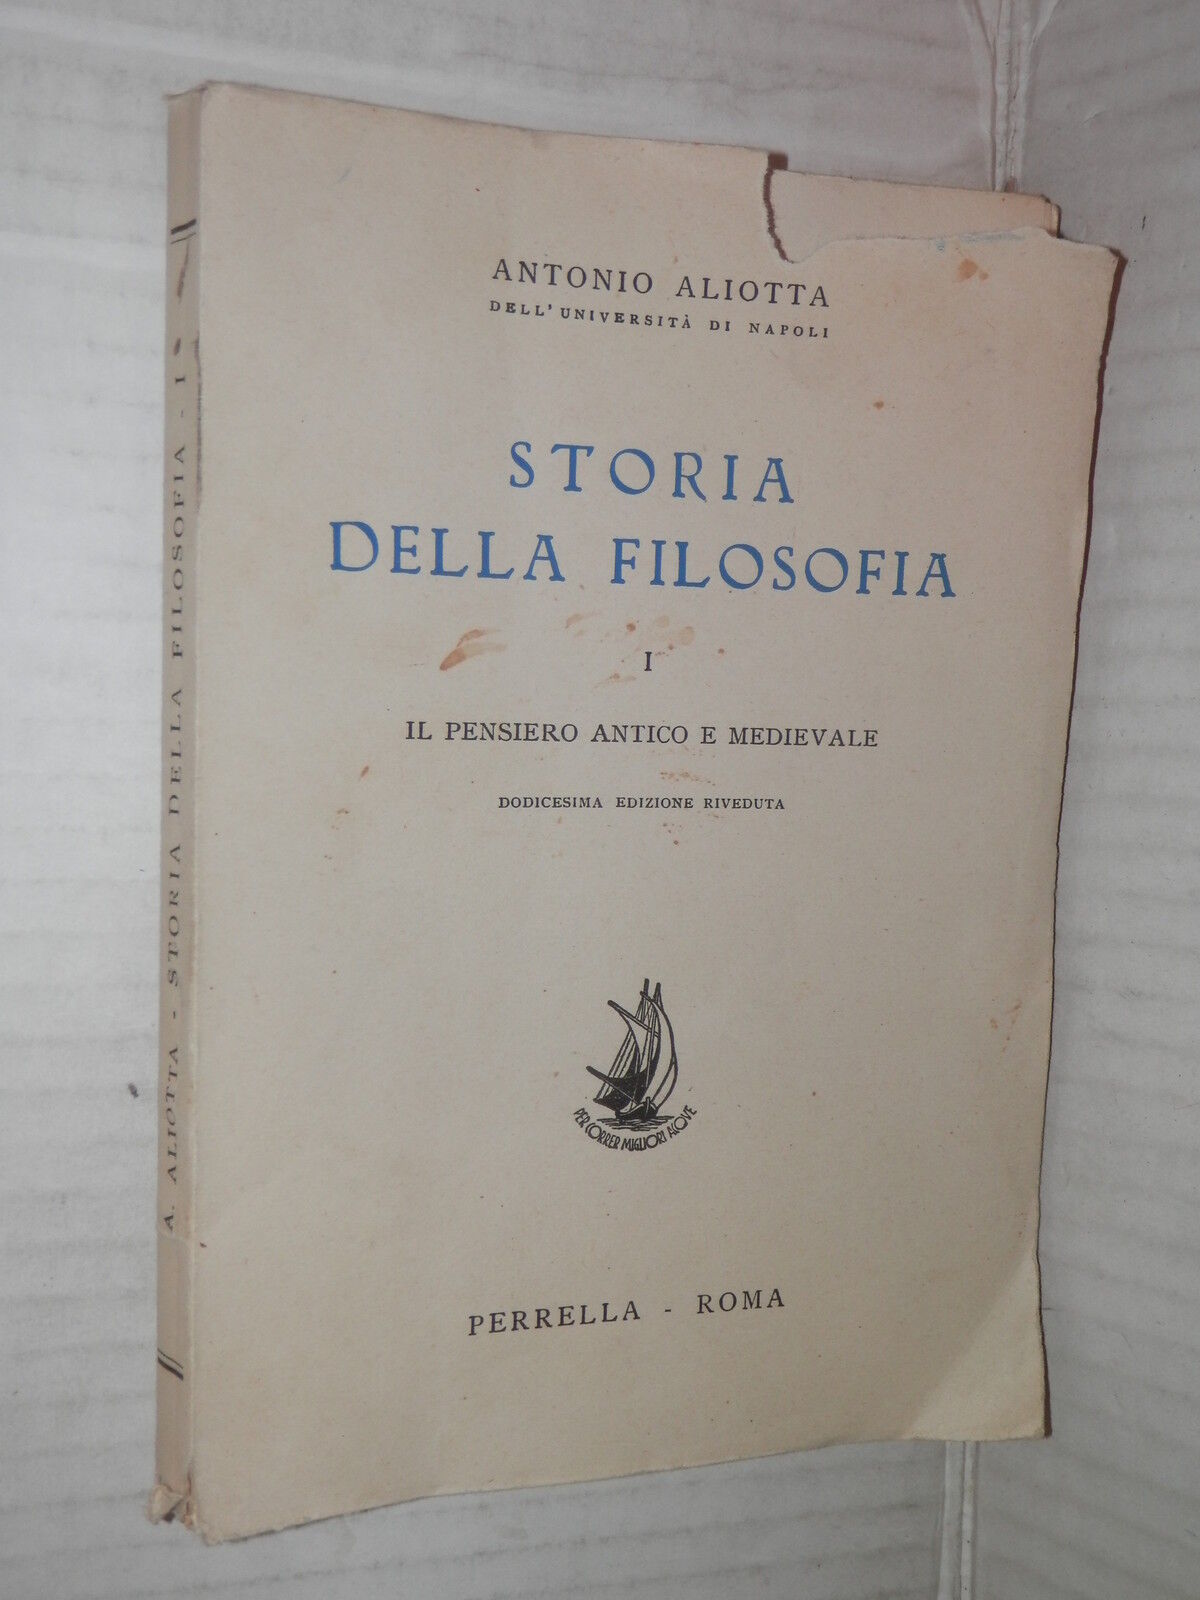 ANTONIO ALIOTTA
DELL'UNIVERSITÀ DI NAPOLI
STORIA
DELLA FILOSOFIA
I
IL PENSIERO ANTICO E MEDIEVALE
DODICESIMA EDIZIONE RIVEDUTA
PER CORRER MIGLIORI ACQVE
PERRELLA - ROMA
A. ALIOTTA - STORIA DELLA FILOSOFIA - I